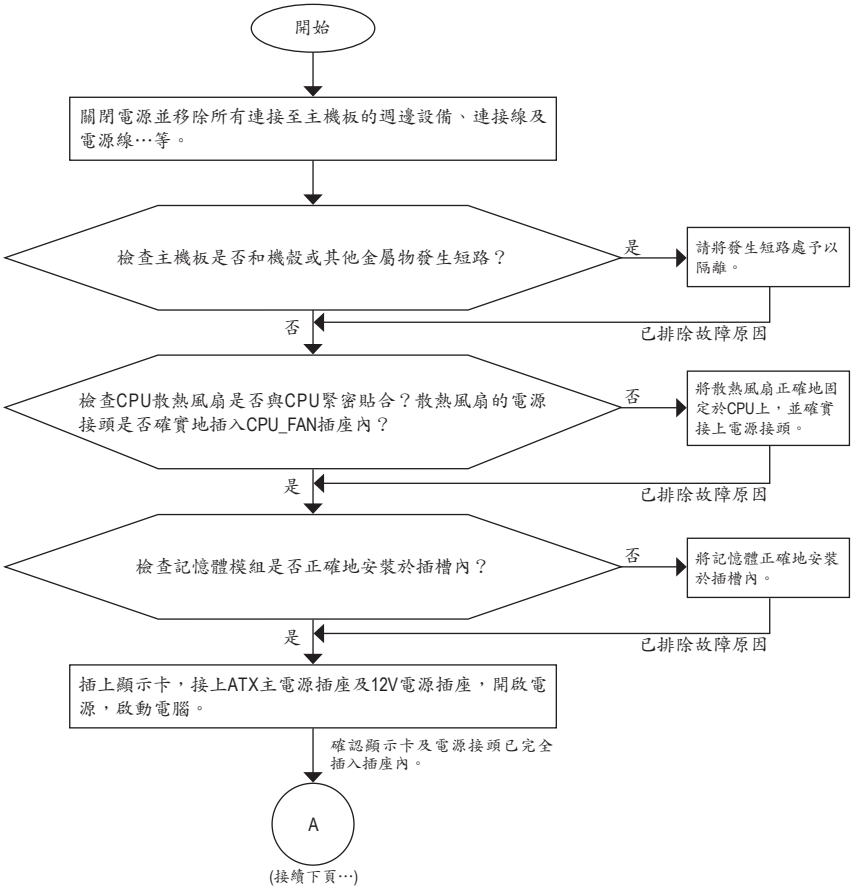 開始
關閉電源並移除所有連接至主機板的週邊設備、連接線及
電源線…等。
檢查主機板是否和機殼或其他金屬物發生短路？
是
請將發生短路處予以
隔離。
已排除故障原因
否
檢查CPU散熱風扇是否與CPU緊密貼合？散熱風扇的電源
接頭是否確實地插入CPU_FAN插座內？
否
將散熱風扇正確地固
定於CPU上，並確實
接上電源接頭。
已排除故障原因
是
檢查記憶體模組是否正確地安裝於插槽內？
否
將記憶體正確地安裝
於插槽內。
已排除故障原因
是
插上顯示卡，接上ATX主電源插座及12V電源插座，開啟電
源，啟動電腦。
確認顯示卡及電源接頭已完全
插入插座內。
A
(接續下頁…)